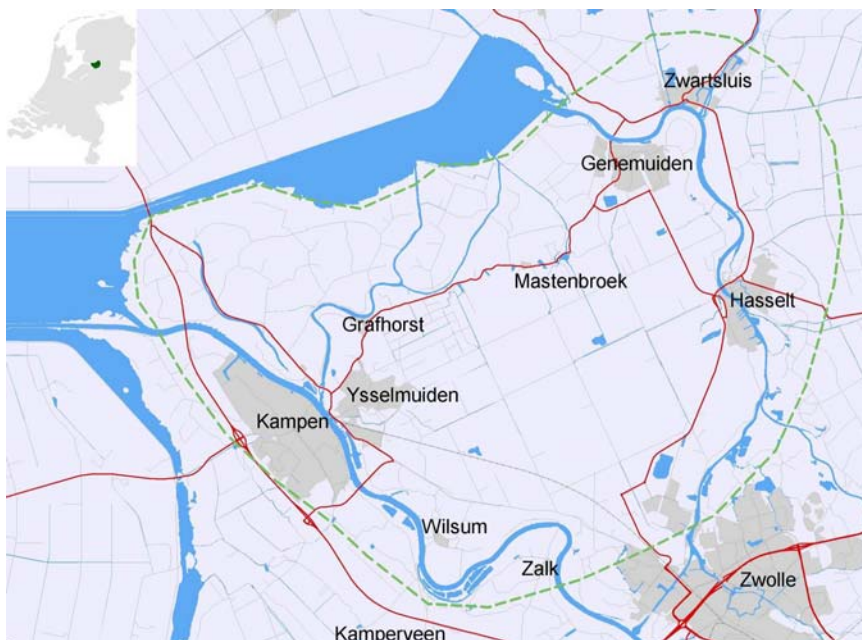 Zwartsluis
Genemuiden
Mastenbroek
Hasselt
Grafhorst
Ysselmuiden
Kampen
Wilsum
Zalk
Zwolle
Kamperveen